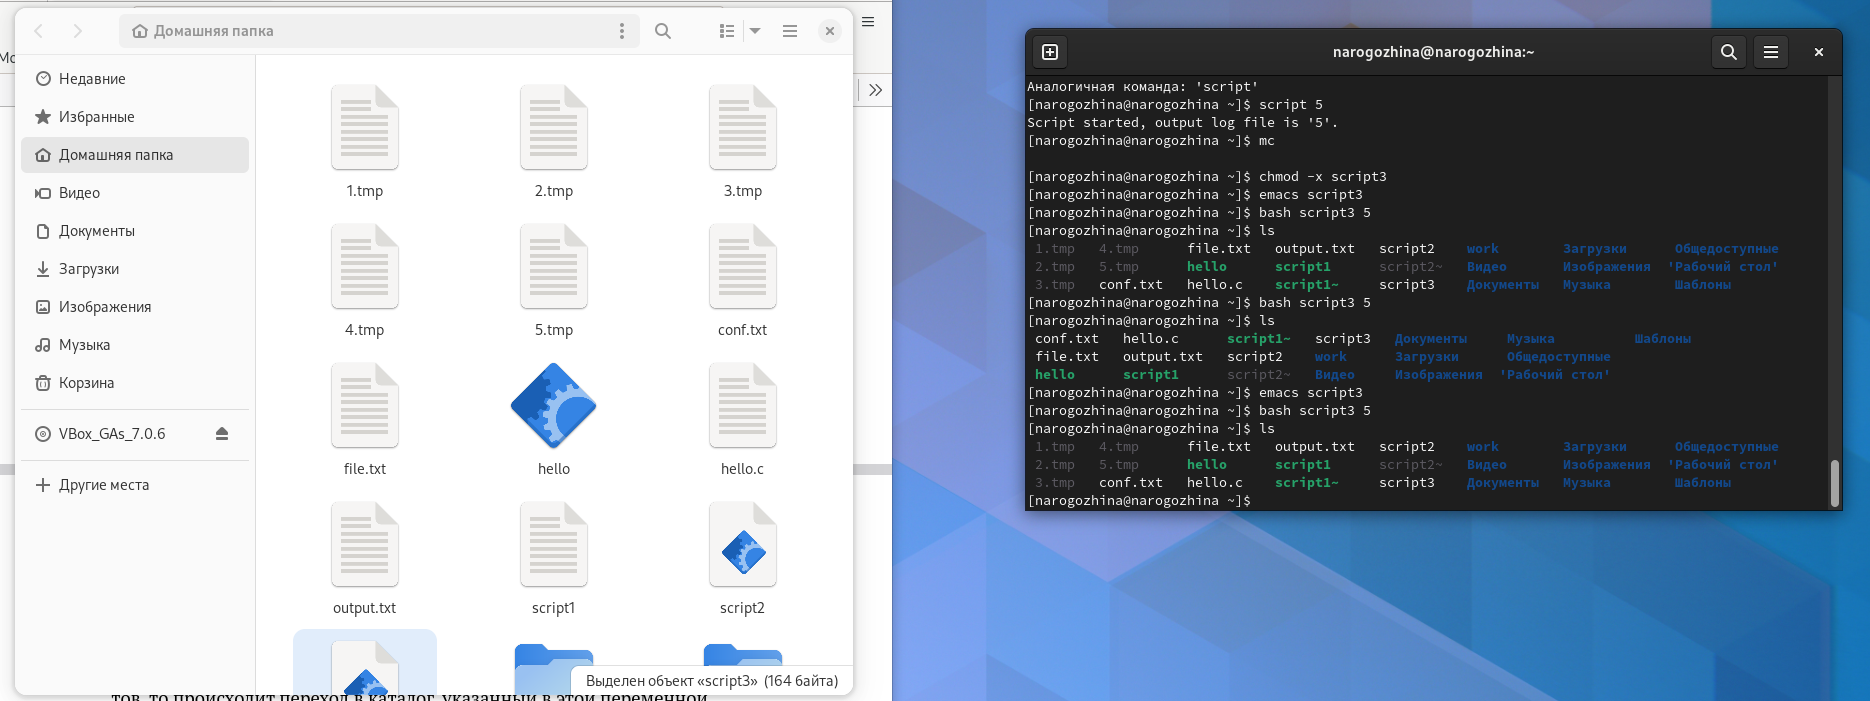 Домашняя папка
Недавние
Избранные
Домашняя папка
Видео
Документы
Загрузки
Изображения
Музыка
Корзина
VBox_GAs_7.0.6
Другие места
1.tmp 2.tmp 3.tmp
4.tmp 5.tmp conf.txt
file.txt hello hello.c
output.txt script1 script2
Выделен объект «script3» (164 байта)
тов, то происходит переход в каталог, указанный в этой переменной
narogozhina@narogozhina:~
Аналогичная команда: 'script'
[narogozhina@narogozhina ~]$ script 5
Script started, output log file is '5'.
[narogozhina@narogozhina ~]$ mc
[narogozhina@narogozhina ~]$ chmod -x script3
[narogozhina@narogozhina ~]$ emacs script3
[narogozhina@narogozhina ~]$ bash script3 5
[narogozhina@narogozhina ~]$ ls
1.tmp 4.tmp file.txt output.txt script2 work Загрузки Общедоступные
2.tmp 5.tmp hello script1 script2~ Видео Изображения 'Рабочий стол'
3.tmp conf.txt hello.c script1~ script3 Документы Музыка Шаблоны
[narogozhina@narogozhina ~]$ bash script3 5
[narogozhina@narogozhina ~]$ ls
conf.txt hello.c script1~ script3 Документы Музыка Шаблоны
file.txt output.txt script2 work Загрузки Общедоступные
hello script1 script2~ Видео Изображения 'Рабочий стол'
[narogozhina@narogozhina ~]$ emacs script3
[narogozhina@narogozhina ~]$ bash script3 5
[narogozhina@narogozhina ~]$ ls
1.tmp 4.tmp file.txt output.txt script2 work Загрузки Общедоступные
2.tmp 5.tmp hello script1 script2~ Видео Изображения 'Рабочий стол'
3.tmp conf.txt hello.c script1~ script3 Документы Музыка Шаблоны
[narogozhina@narogozhina ~]$